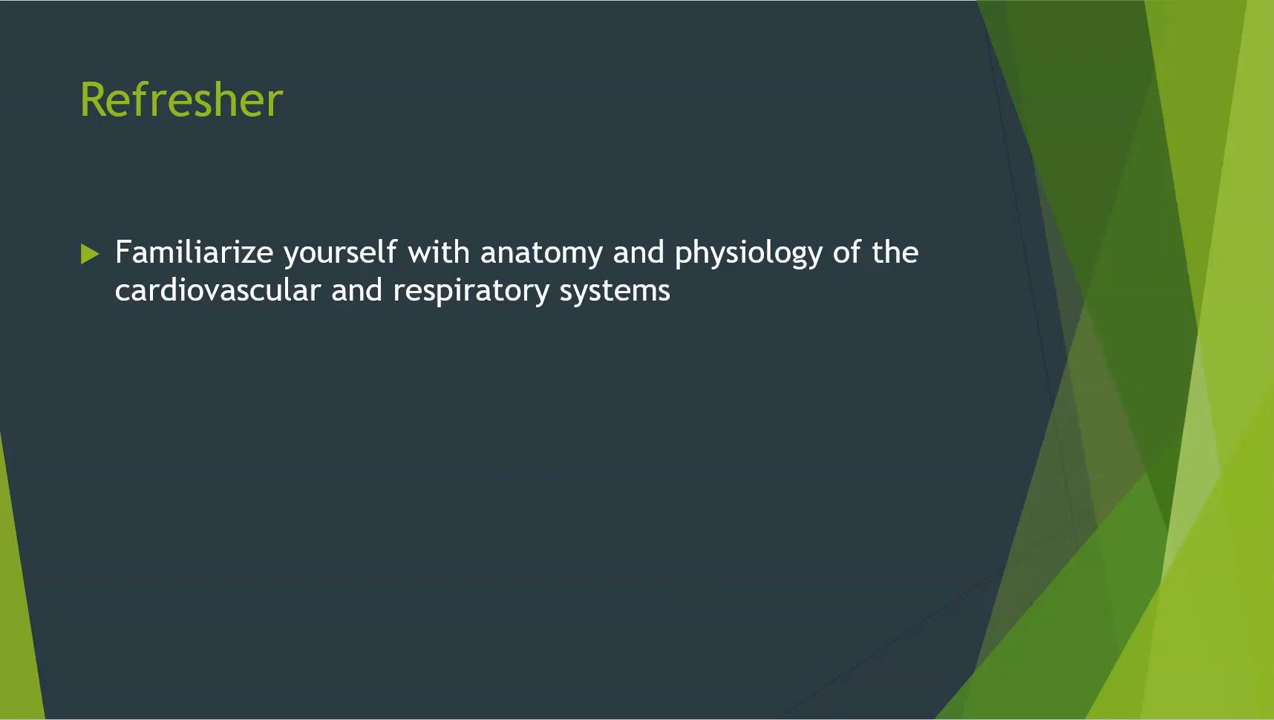 Refresher
Familiarize yourself with anatomy and physiology of the
cardiovascular and respiratory systems